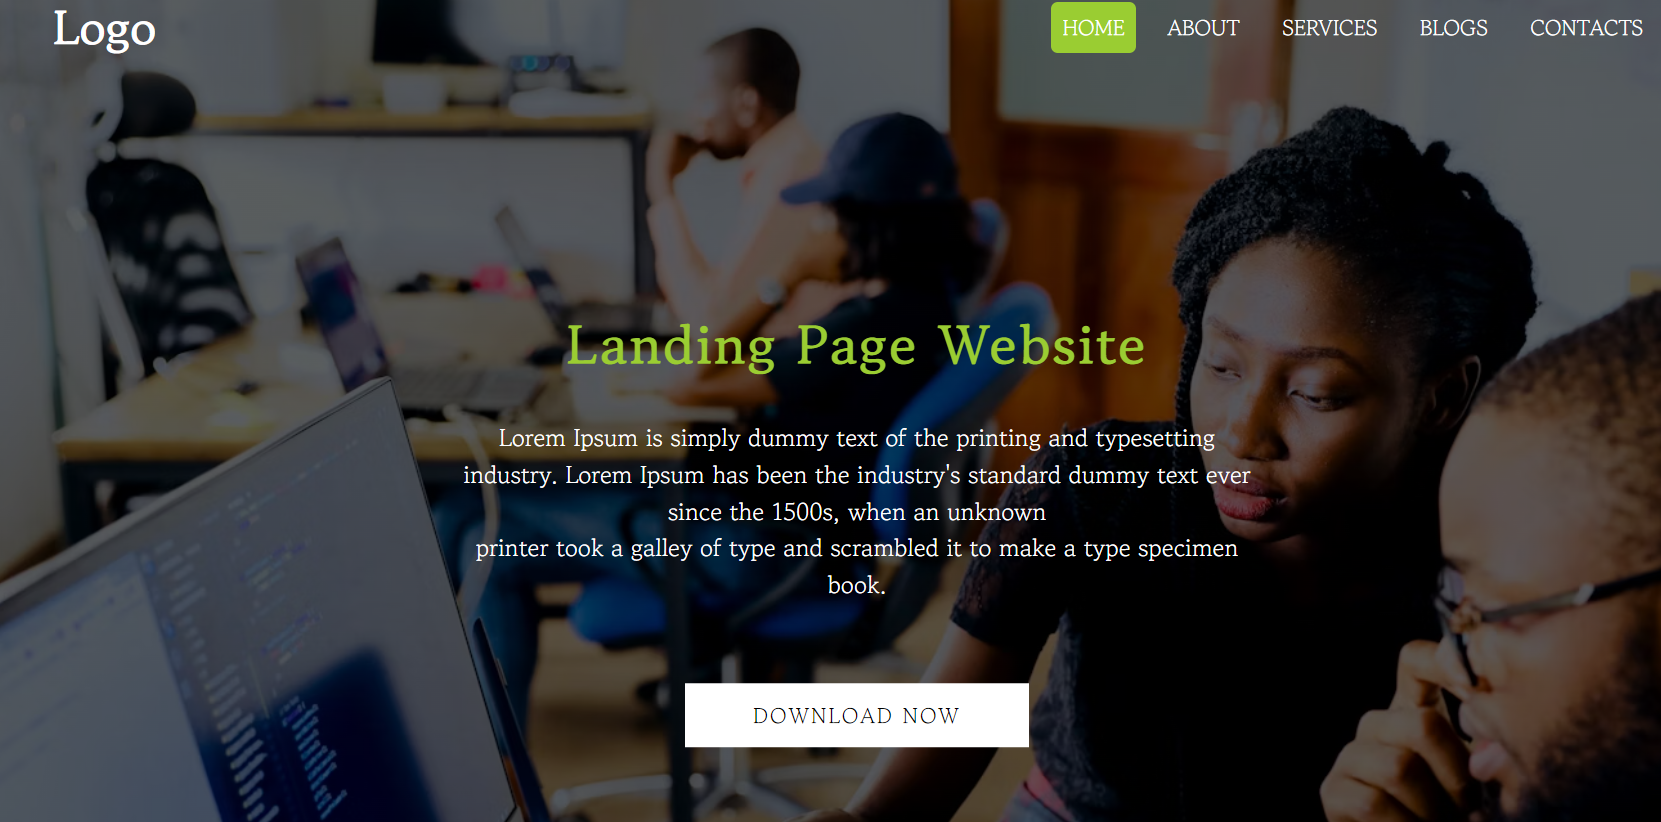 Logo
HOME ABOUT SERVICES BLOGS CONTACTS
Landing Page Website
Lorem Ipsum is simply dummy text of the printing and typesetting
industry. Lorem Ipsum has been the industry's standard dummy text ever
since the 1500s, when an unknown
printer took a galley of type and scrambled it to make a type specimen
book.
DOWNLOAD NOW